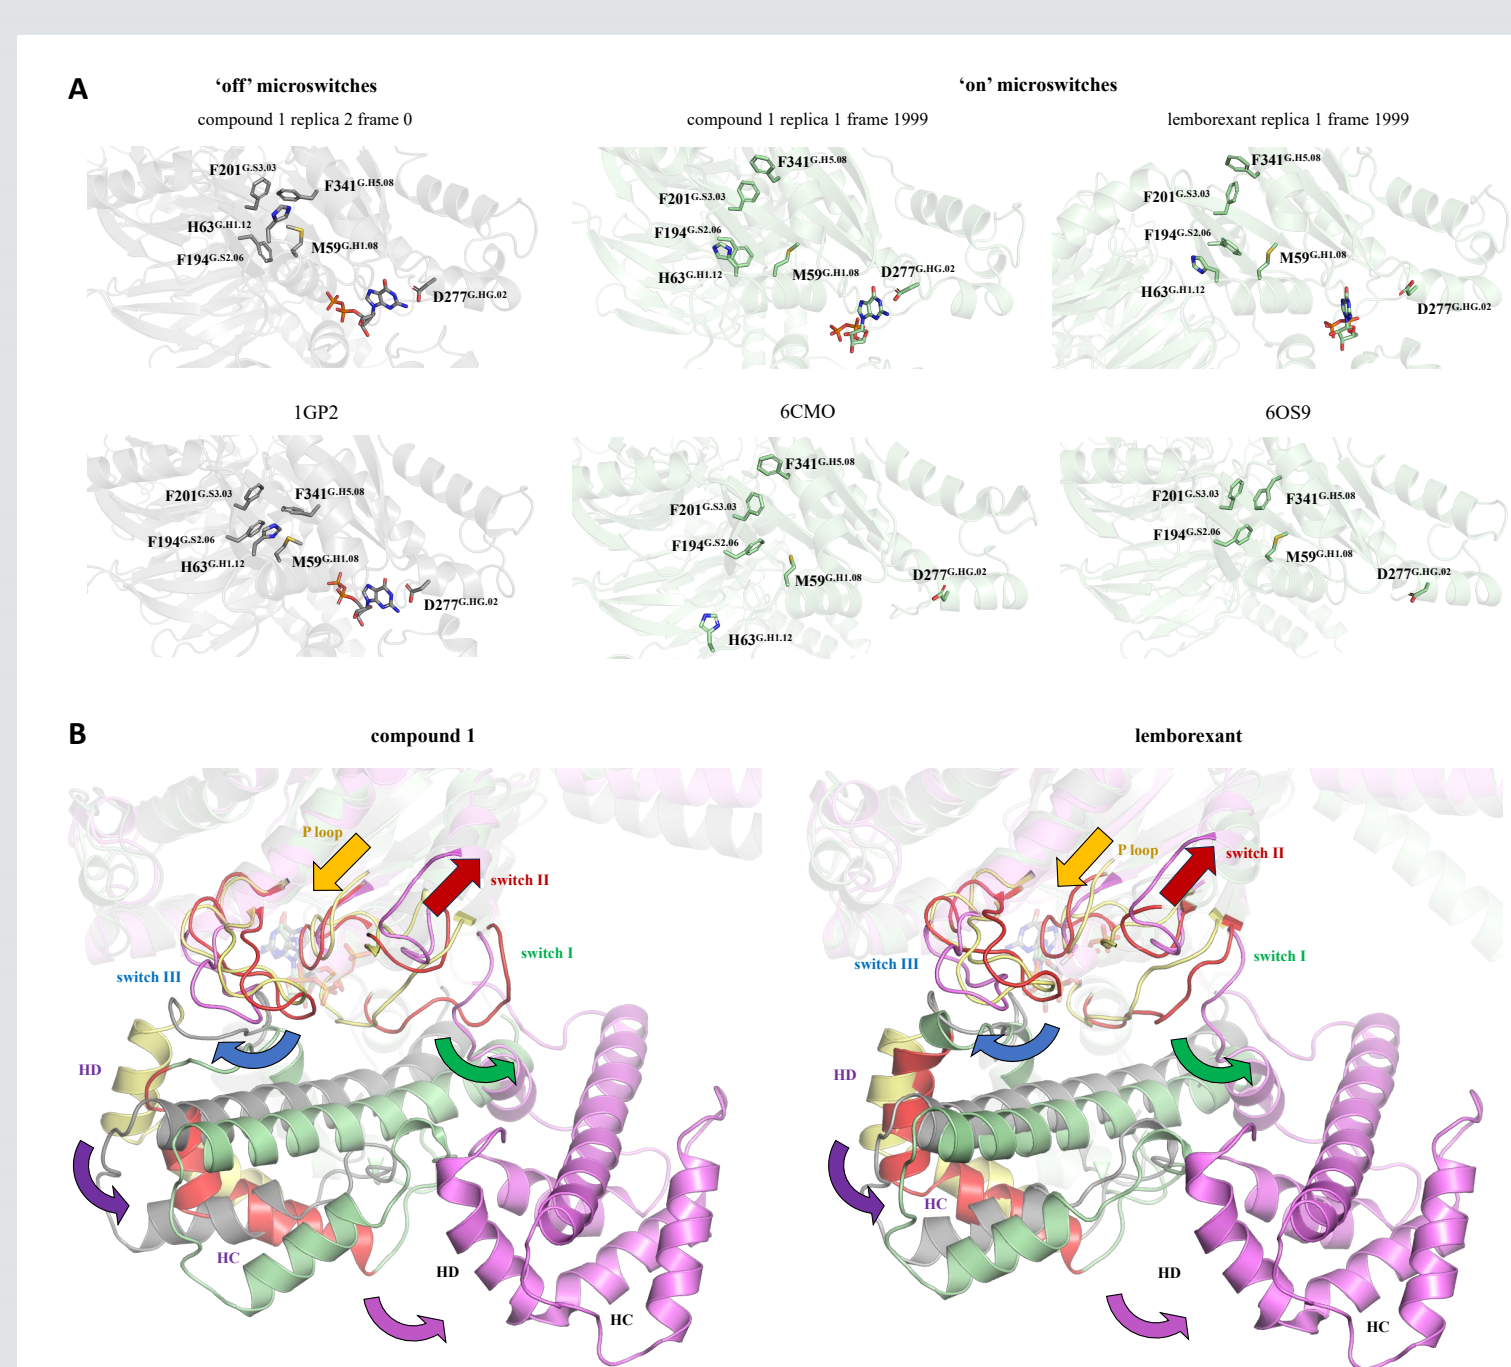 A
'off' microswitches
'on' microswitches
compound 1 replica 2 frame 0
compound 1 replica 1 frame 1999
lemborexant replica 1 frame 1999
F201G.S3.03
F341G.H5.08
H63G.H1.12
F194G.S2.06
M59G.H1.08
D277G.HG.02
F341G.H5.08
F201G.S3.03
F194G.S2.06
H63G.H1.12
M59G.H1.08
D277G.HG.02
F341G.H5.08
F201G.S3.03
F194G.S2.06
M59G.H1.08
H63G.H1.12
D277G.HG.02
1GP2
6CMO
6OS9
F201G.S3.03
F341G.H5.08
F194G.S2.06
H63G.H1.12
M59G.H1.08
D277G.HG.02
F341G.H5.08
F201G.S3.03
F194G.S2.06
M59G.H1.08
D277G.HG.02
H63G.H1.12
F201G.S3.03
F341G.H5.08
F194G.S2.06
M59G.H1.08
D277G.HG.02
B
compound 1
lemborexant
P loop
switch II
switch I
switch III
HD
HC
HD
HC
P loop
switch II
switch I
switch III
HD
HC
HD
HC